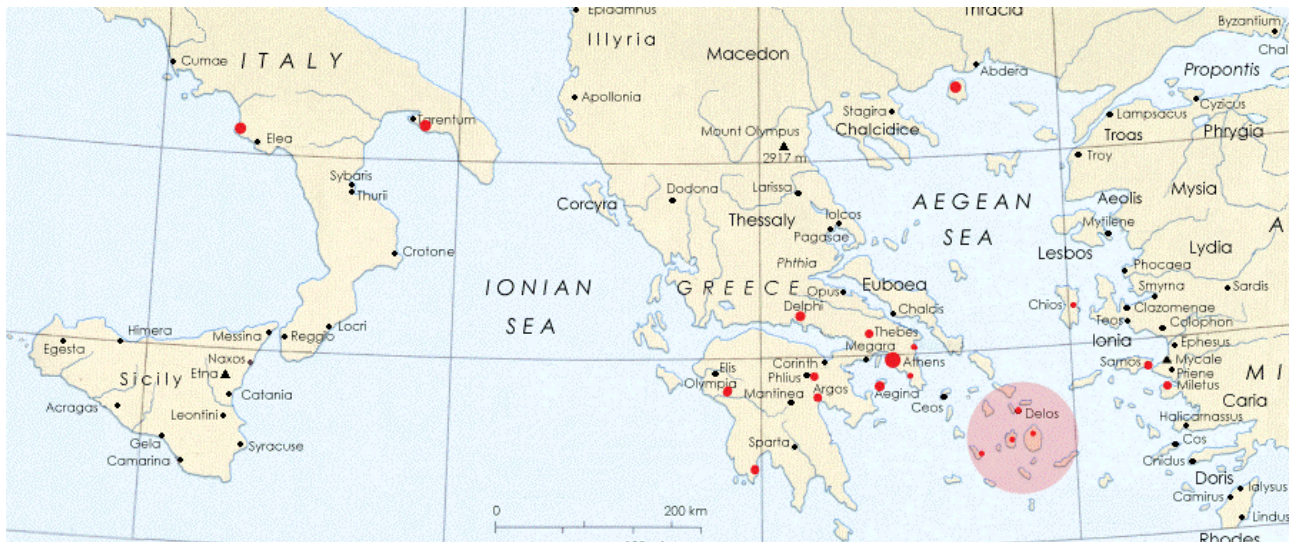 Epidamnus
Illyria
Macedon
Thracia
Byzantium
Chal
Cumae
ITALY
Abdera
Propontis
Apollonia
Stagira
Chalcidice
Cyzicus
Lampsacus
Troas
Phrygia
Tarentum
Elea
Mount Olympus
2917 m
Troy
Sybaris
Thurii
Dodona
Larissa
Corcyra
Thessaly
Iolcos
Pagasae
AEGEAN
SEA
Aeolis
Mysia
Mytilene
Lesbos
Lydia
A
Crotone
Phthia
Phocaea
IONIAN
SEA
GREECE
Opus
Euboea
Smyrna
Sardis
Chios
Clazomenae
Delphi
Chalcis
Teos
Colophon
Himera
Messina
Reggio
Locri
Thebes
Ionia
Ephesus
Egesta
Naxos
Megara
Athens
Samos
Mycale
Etna
Sicily
Elis
Corinth
Phlius
Priene
MI
Olympia
Mantinea
Argos
Aegina
Ceos
Miletus
Catania
Caria
Acragas
Leontini
Delos
Halicarnassus
Gela
Syracuse
Sparta
Cos
Camarina
Cnidus
Doris
Ialysus
Camirus
0
200 km
Lindus
Rhodes